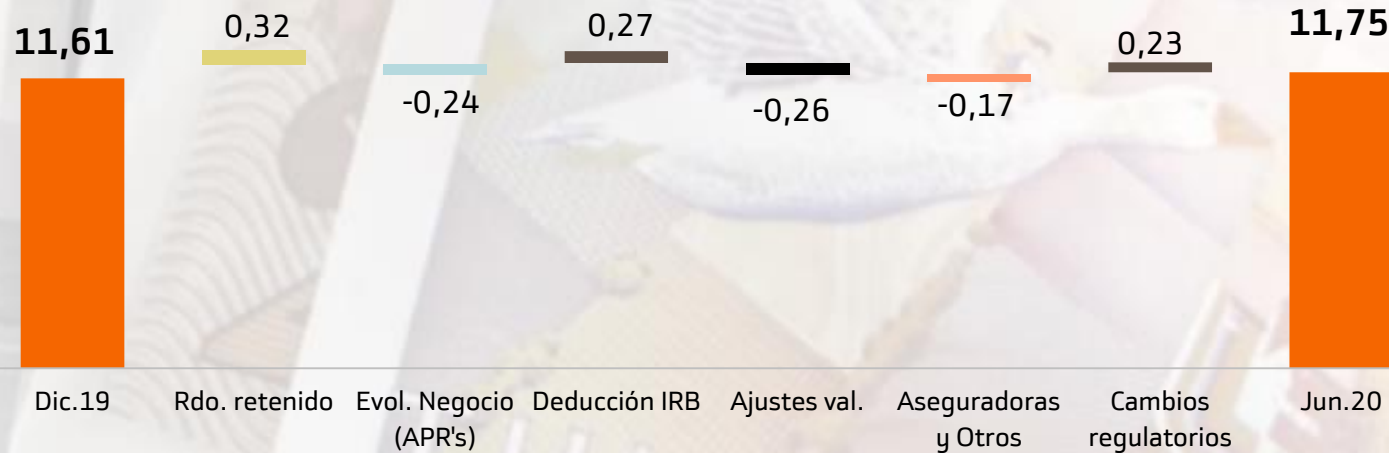 11,61
0,32
-0,24
0,27
-0,26
-0,17
0,23
11,75
Dic.19
Rdo. retenido
Evol. Negocio
(APR's)
Deducción IRB
Ajustes val.
Aseguradoras
y Otros
Cambios
regulatorios
Jun.20